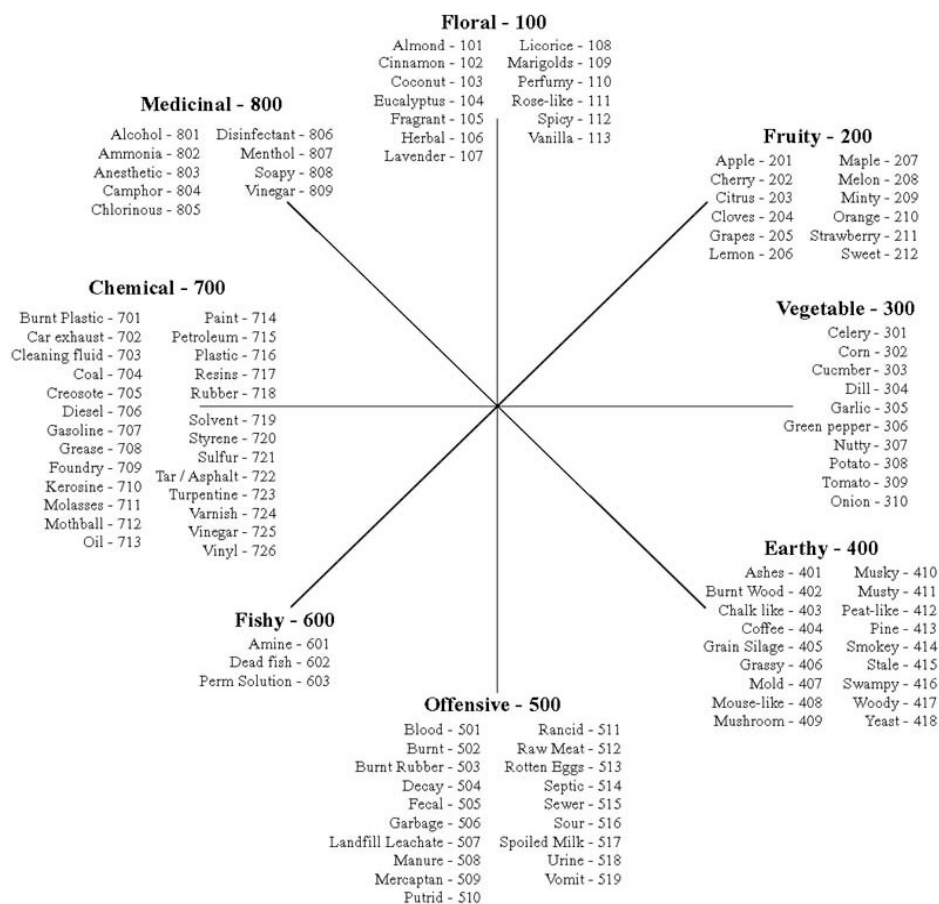 Floral - 100
Almond - 101
Cinnamon - 102
Coconut - 103
Eucalyptus - 104
Fragrant - 105
Herbal - 106
Lavender - 107
Licorice - 108
Marigolds - 109
Perfumy - 110
Rose-like - 111
Spicy - 112
Vanilla - 113
Fruity - 200
Apple - 201
Cherry - 202
Citrus - 203
Cloves - 204
Grapes - 205
Lemon - 206
Maple - 207
Melon - 208
Minty - 209
Orange - 210
Strawberry - 211
Sweet - 212
Vegetable - 300
Celery - 301
Corn - 302
Cucmber - 303
Dill - 304
Garlic - 305
Green pepper - 306
Nutty - 307
Potato - 308
Tomato - 309
Onion - 310
Earthy - 400
Ashes - 401
Burnt Wood - 402
Chalk like - 403
Coffee - 404
Grain Silage - 405
Grassy - 406
Mold - 407
Mouse-like - 408
Mushroom - 409
Musky - 410
Musty - 411
Peat-like - 412
Pine - 413
Smokey - 414
Stale - 415
Swampy - 416
Woody - 417
Yeast - 418
Offensive - 500
Blood - 501
Burnt - 502
Burnt Rubber - 503
Decay - 504
Fecal - 505
Garbage - 506
Landfill Leachate - 507
Manure - 508
Mercaptan - 509
Putrid - 510
Rancid - 511
Raw Meat - 512
Rotten Eggs - 513
Septic - 514
Sewer - 515
Sour - 516
Spoiled Milk - 517
Urine - 518
Vomit - 519
Fishy - 600
Amine - 601
Dead fish - 602
Perm Solution - 603
Chemical - 700
Burnt Plastic - 701
Car exhaust - 702
Cleaning fluid - 703
Coal - 704
Creosote - 705
Diesel - 706
Gasoline - 707
Grease - 708
Foundry - 709
Kerosine - 710
Molasses - 711
Mothball - 712
Oil - 713
Paint - 714
Petroleum - 715
Plastic - 716
Resins - 717
Rubber - 718
Solvent - 719
Styrene - 720
Sulfur - 721
Tar / Asphalt - 722
Turpentine - 723
Varnish - 724
Vinegar - 725
Vinyl - 726
Medicinal - 800
Alcohol - 801
Ammonia - 802
Anesthetic - 803
Camphor - 804
Chlorinous - 805
Disinfectant - 806
Menthol - 807
Soapy - 808
Vinegar - 809